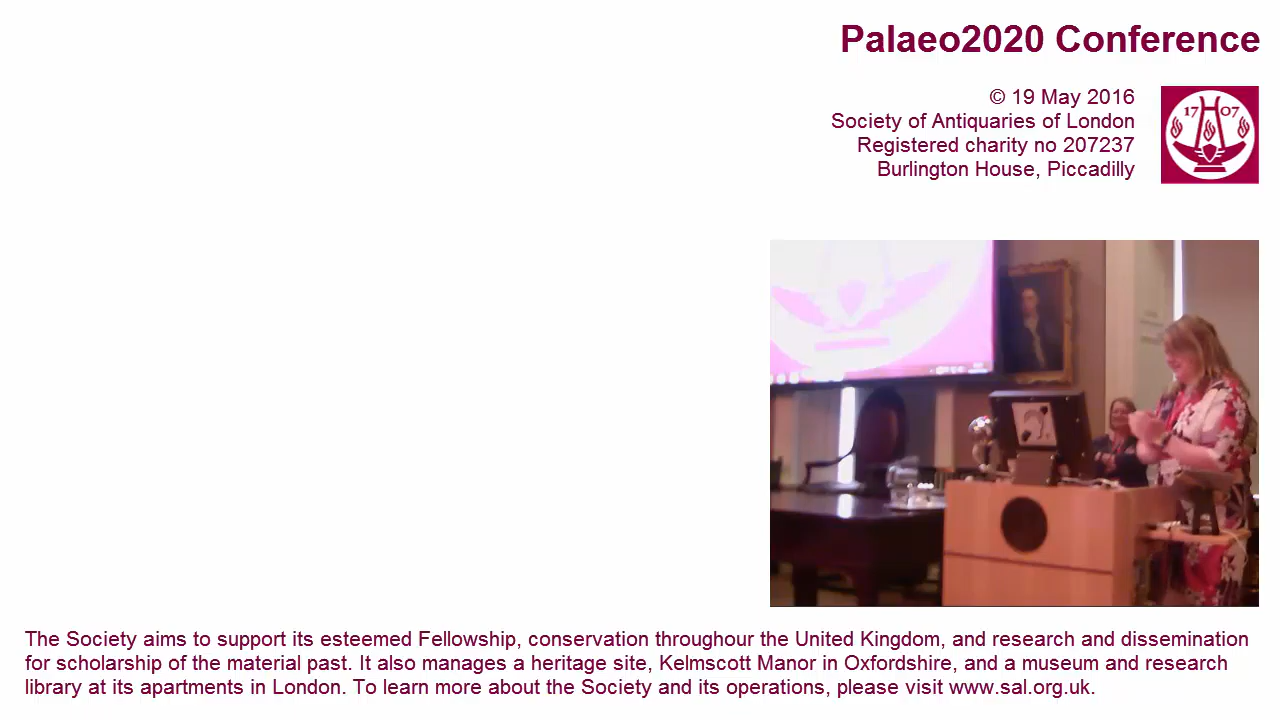 Palaeo2020 Conference
© 19 May 2016
Society of Antiquaries of London
Registered charity no 207237
Burlington House, Piccadilly
17 07
The Society aims to support its esteemed Fellowship, conservation throughour the United Kingdom, and research and dissemination
for scholarship of the material past. It also manages a heritage site, Kelmscott Manor in Oxfordshire, and a museum and research
library at its apartments in London. To learn more about the Society and its operations, please visit www.sal.org.uk.